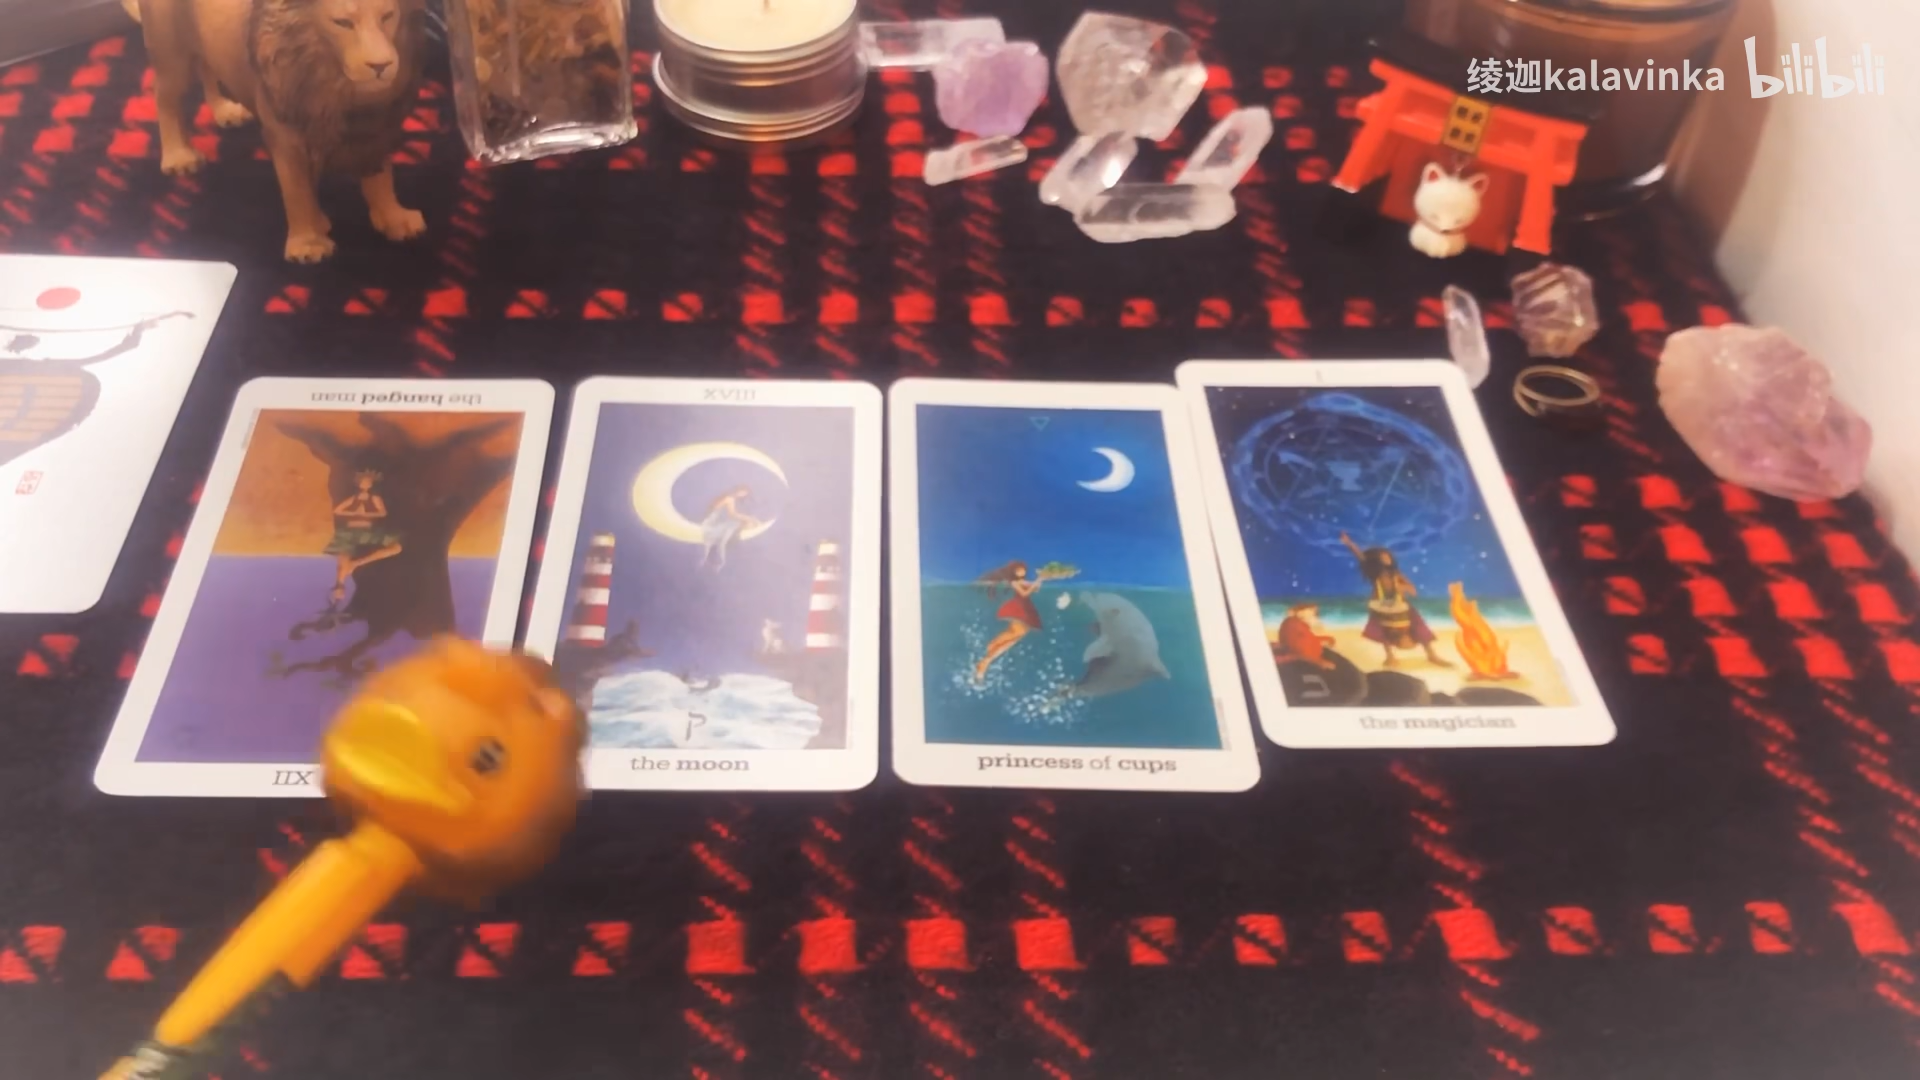 绫迦kalavinka bilibili
the hanged man
XII
XVIII
the moon
ק
princess of cups
I
the magician
ב